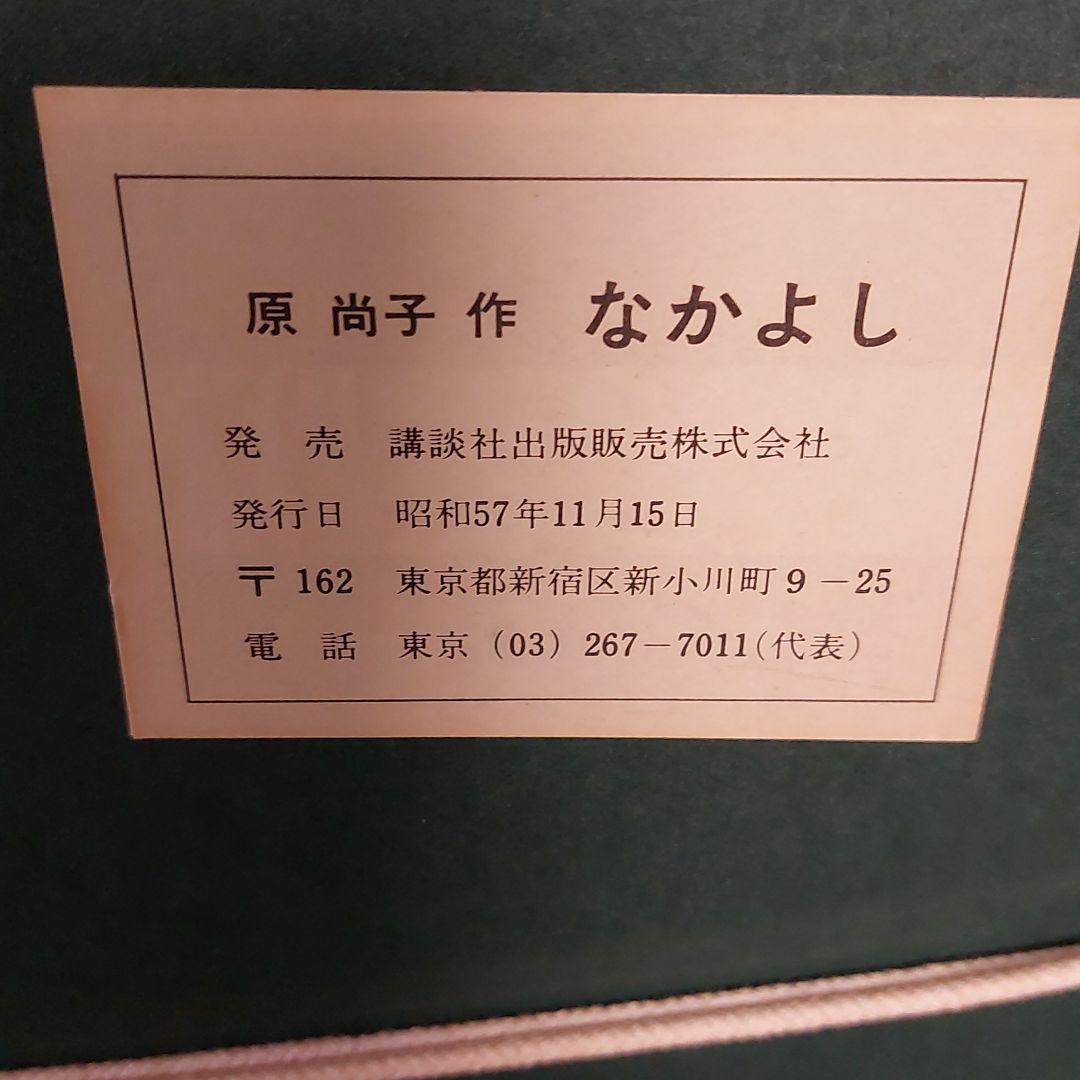 原 尚子 作 なかよし
発 売 講談社出版販売株式会社
発行日 昭和57年11月15日
〒162 東京都新宿区新小川町9-25
電 話 東京(03)267-7011(代表)